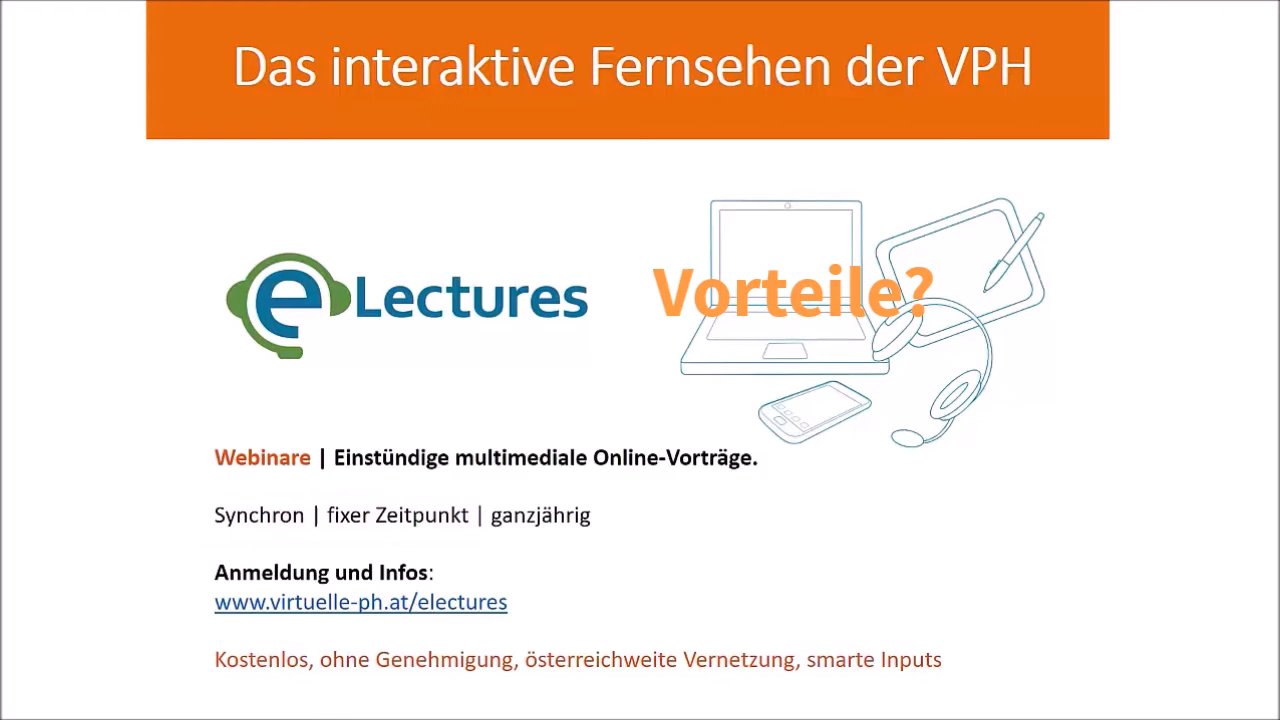 Das interaktive Fernsehen der VPH
eLectures
Vorteile?
Webinare | Einstündige multimediale Online-Vorträge.
Synchron | fixer Zeitpunkt | ganzjährig
Anmeldung und Infos:
www.virtuelle-ph.at/electures
Kostenlos, ohne Genehmigung, österreichweite Vernetzung, smarte Inputs